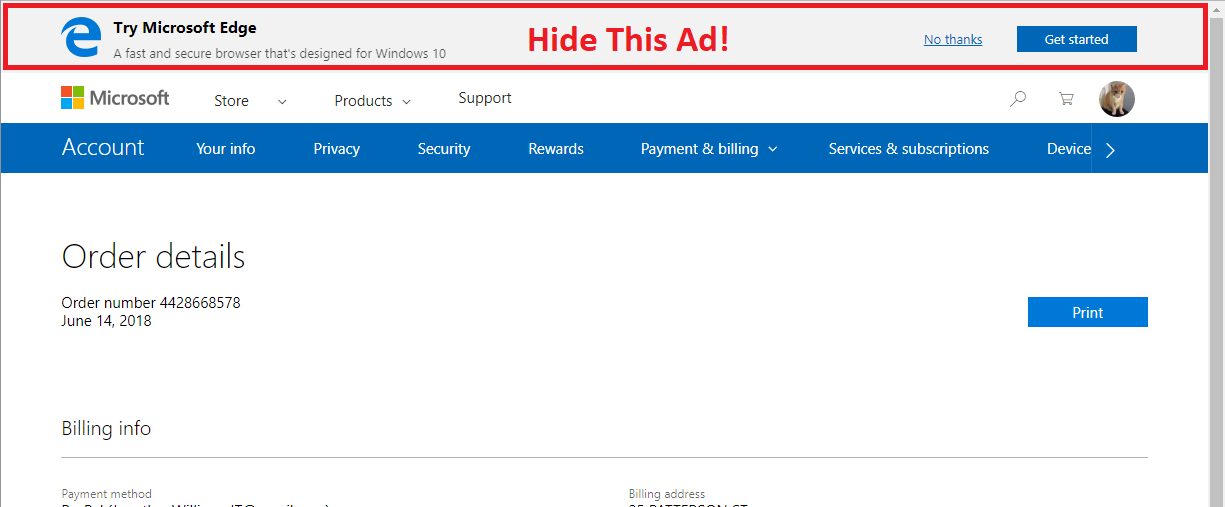 Try Microsoft Edge
Hide This Ad!
A fast and secure browser that's designed for Windows 10
No thanks
Get started
Microsoft
Store
Products
Support
Account
Your info
Privacy
Security
Rewards
Payment & billing
Services & subscriptions
Device
Order details
Order number 4428668578
June 14, 2018
Print
Billing info
Payment method
Billing address